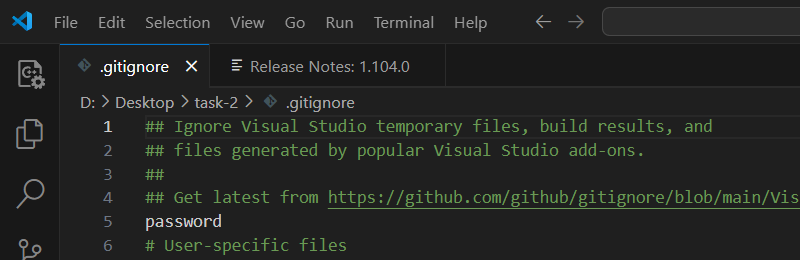 File Edit Selection View Go Run Terminal Help
.gitignore Release Notes: 1.104.0
D: > Desktop > task-2 > .gitignore
1 ## Ignore Visual Studio temporary files, build results, and
2 ## files generated by popular Visual Studio add-ons.
3 ##
4 ## Get latest from https://github.com/github/gitignore/blob/main/Vis
5 password
6 # User-specific files